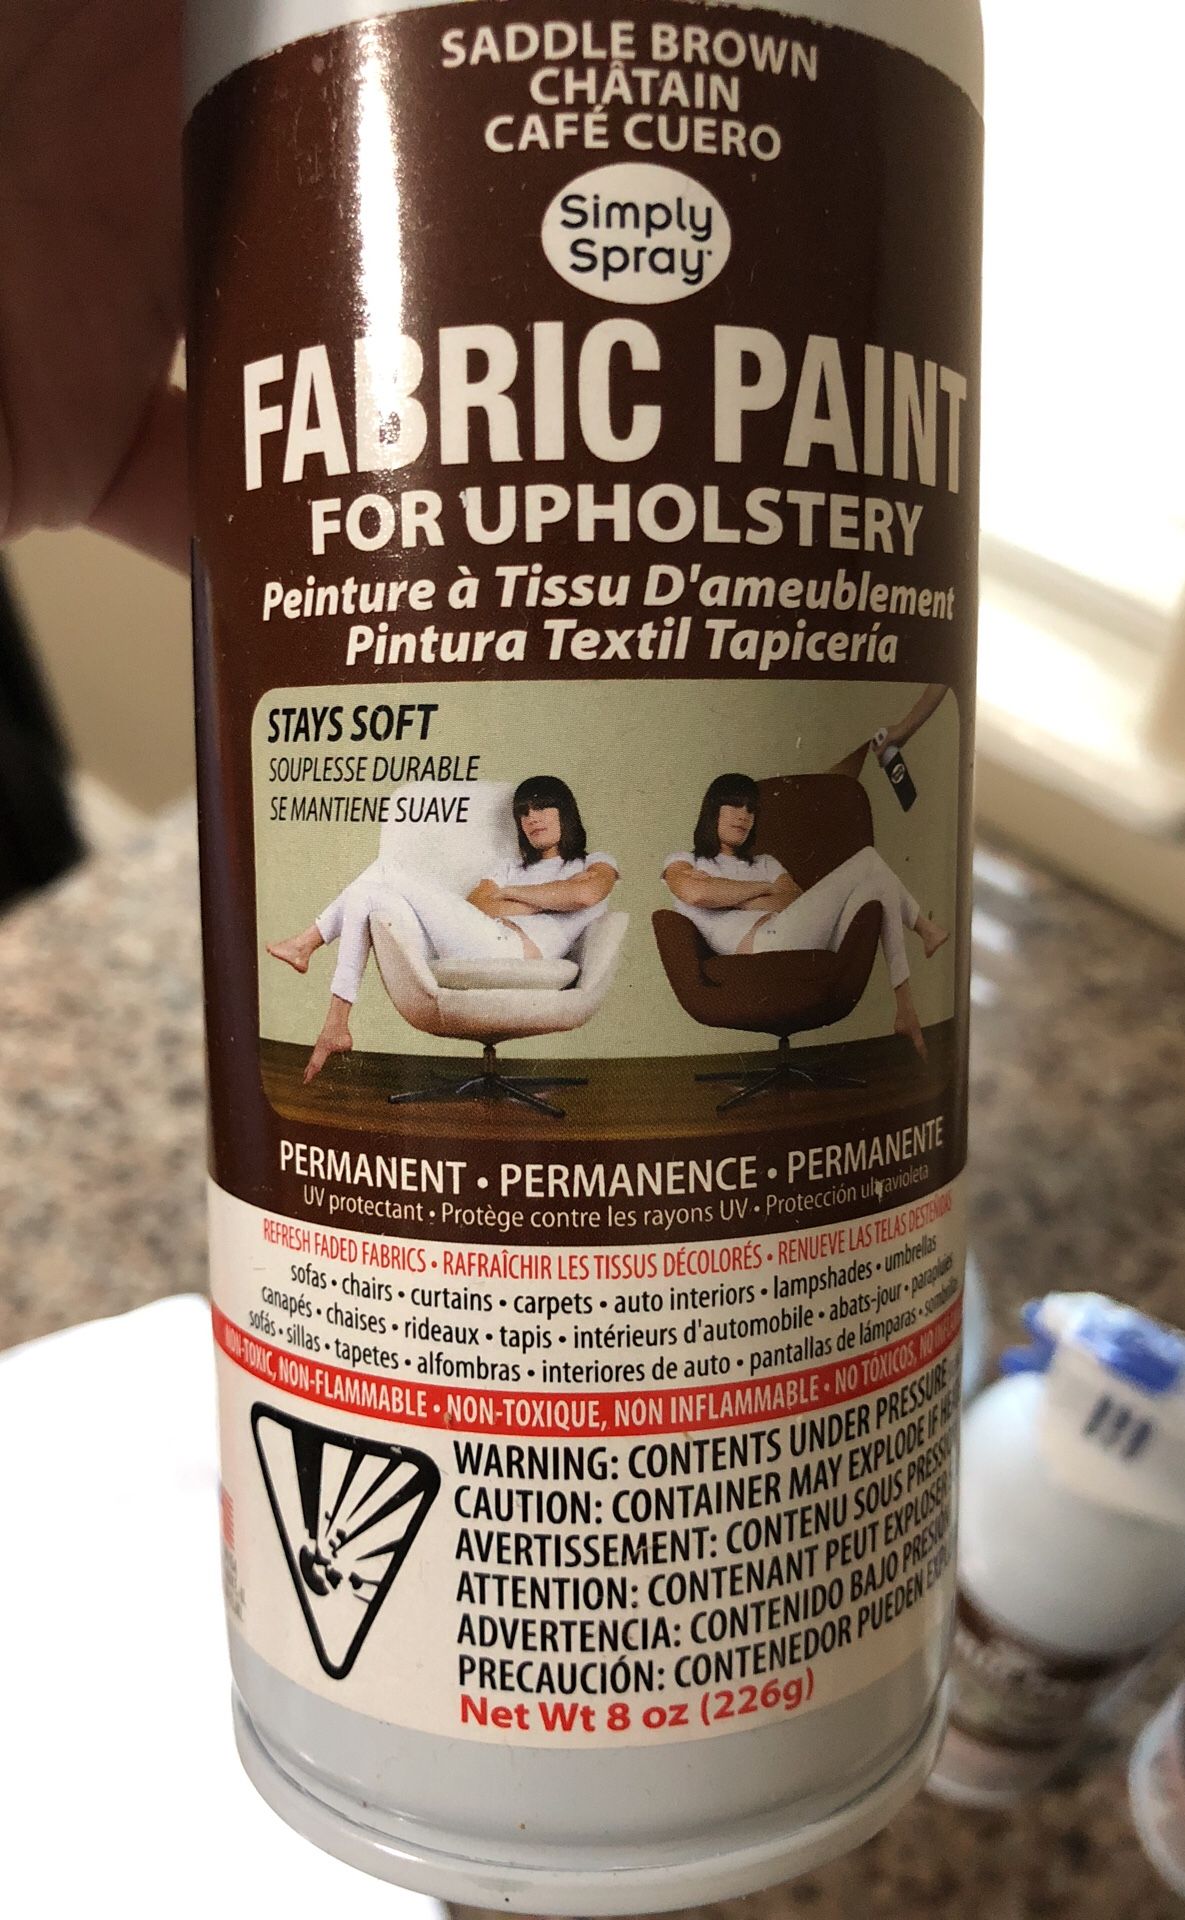 SADDLE BROWN
CHÂTAIN
CAFÉ CUERO
Simply
Spray
FABRIC PAINT
FOR UPHOLSTERY
Peinture à Tissu D'ameublement
Pintura Textil Tapicería
STAYS SOFT
SOUPLESSE DURABLE
SE MANTIENE SUAVE
PERMANENT • PERMANENCE • PERMANENTE
UV protectant • Protège contre les rayons UV • Protección ultravioleta
REFRESH FADED FABRICS • RAFRAÎCHIR LES TISSUS DÉCOLORÉS • RENUEVE LAS TELAS DESTEÑIDAS
sofas • chairs • curtains • carpets • auto interiors • lampshades • umbrellas
canapés • chaises • rideaux • tapis • intérieurs d'automobile • abats-jour • parapluies
sofás • sillas • tapetes • alfombras • interiores de auto • pantallas de lámparas •
NON-TOXIC, NON-FLAMMABLE • NON-TOXIQUE, NON INFLAMMABLE • NO TÓXICOS, NO
WARNING: CONTENTS UNDER PRESSURE
CAUTION: CONTAINER MAY EXPLODE IF
AVERTISSEMENT: CONTENU SOUS
ATTENTION: CONTENANT PEUT EXPLOSER
ADVERTENCIA: CONTENIDO BAJO
PRECAUCIÓN: CONTENEDOR PUEDEN
Net Wt 8 oz (226g)